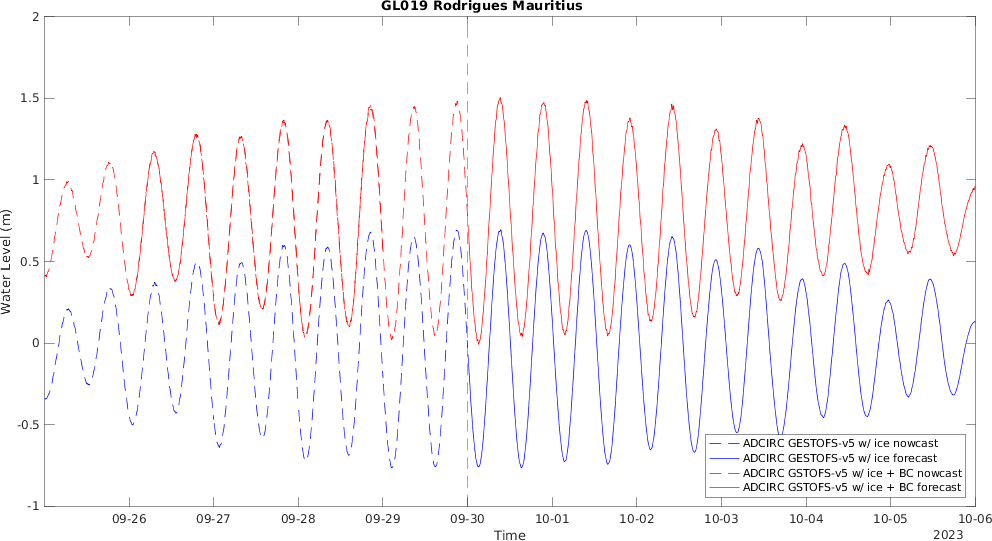 GL019 Rodrigues Mauritius
2
1.5
1
0.5
0
-0.5
-1
Water Level (m)
ADCIRC GESTOFS-v5 w/ ice nowcast
ADCIRC GESTOFS-v5 w/ ice forecast
ADCIRC GSTOFS-v5 w/ ice + BC nowcast
ADCIRC GSTOFS-v5 w/ ice + BC forecast
09-26 09-27 09-28 09-29 09-30 10-01 10-02 10-03 10-04 10-05 10-06
Time
2023